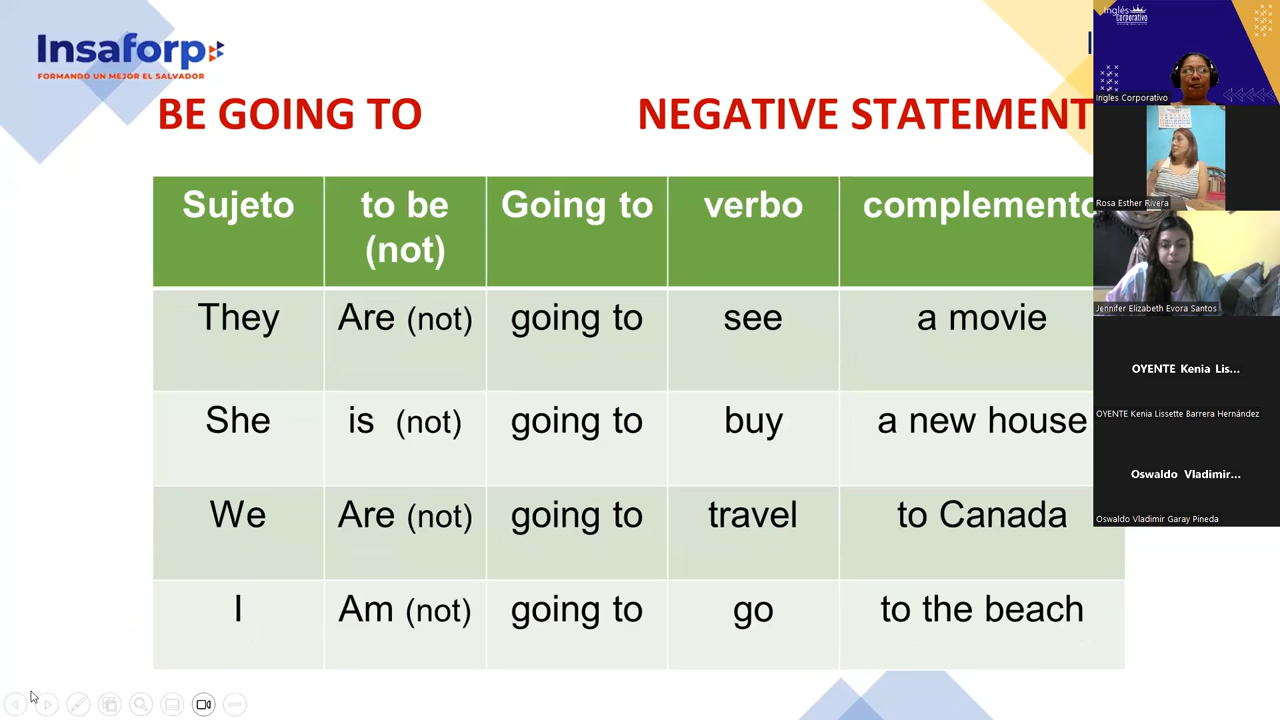 Insaforp
FORMANDO UN MEJOR EL SALVADOR
BE GOING TO NEGATIVE STATEMENT
Sujeto to be (not) Going to verbo complemento
They Are (not) going to see a movie
She is (not) going to buy a new house
We Are (not) going to travel to Canada
I Am (not) going to go to the beach
Inglés
Corporativo
Ingles Corporativo
Rosa Esther Rivera
Jennifer Elizabeth Evora Santos
OYENTE Kenia Lis...
OYENTE Kenia Lissette Barrera Hernández
Oswaldo Vladimir...
Oswaldo Vladimir Garay Pineda